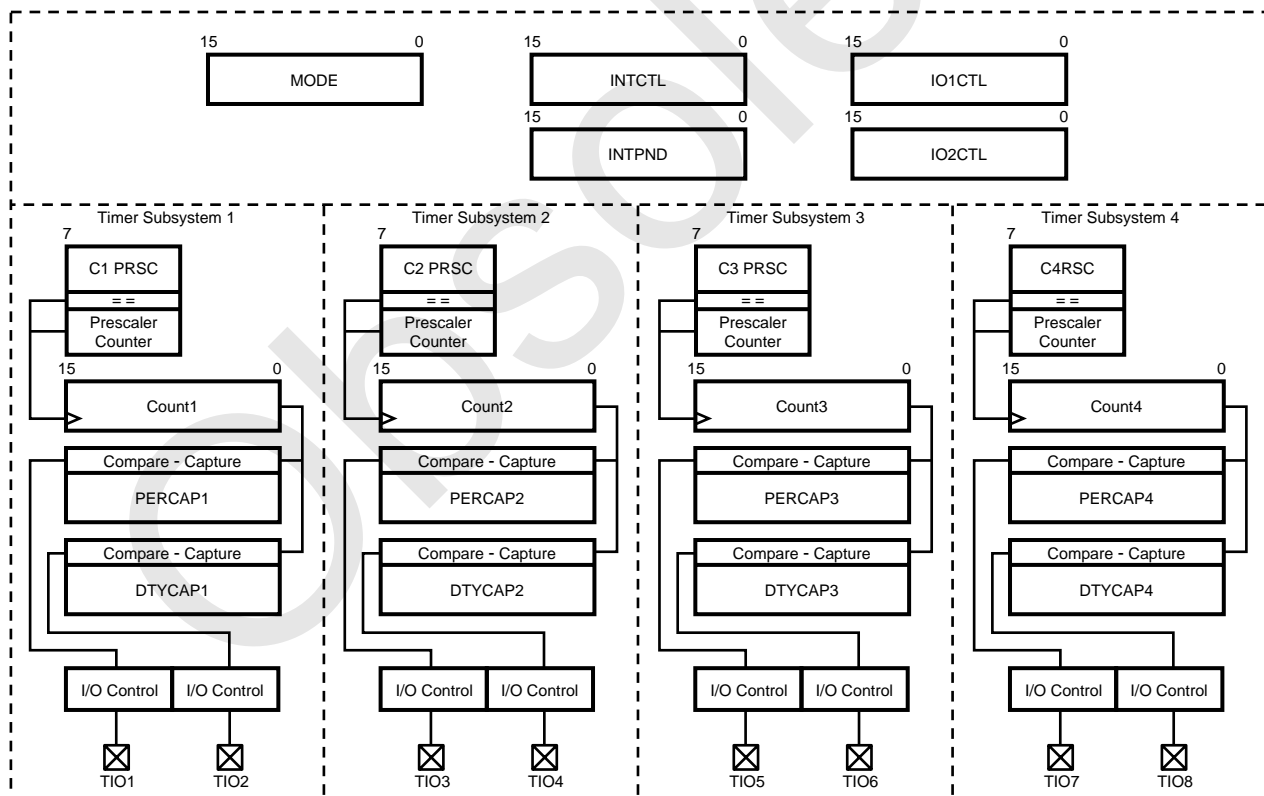 15 0 15 0 15 0
MODE INTCTL IO1CTL
15 0 15 0
INTPND IO2CTL
Timer Subsystem 1 Timer Subsystem 2 Timer Subsystem 3 Timer Subsystem 4
7 7 7 7
C1 PRSC C2 PRSC C3 PRSC C4RSC
= = = = = = = =
Prescaler Prescaler Prescaler Prescaler
Counter Counter Counter Counter
15 0 15 0 15 0 15 0
Count1 Count2 Count3 Count4
Compare - Capture Compare - Capture Compare - Capture Compare - Capture
PERCAP1 PERCAP2 PERCAP3 PERCAP4
Compare - Capture Compare - Capture Compare - Capture Compare - Capture
DTYCAP1 DTYCAP2 DTYCAP3 DTYCAP4
I/O Control I/O Control I/O Control I/O Control I/O Control I/O Control I/O Control I/O Control
TIO1 TIO2 TIO3 TIO4 TIO5 TIO6 TIO7 TIO8
Obsole